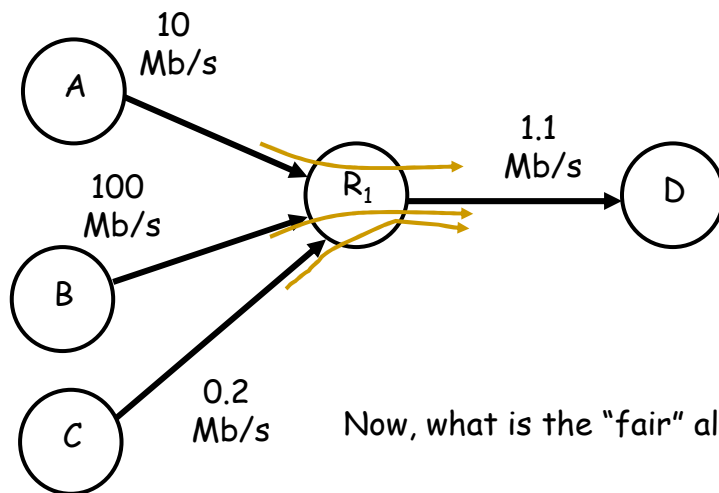 10
Mb/s
A
1.1
Mb/s
R1
D
100
Mb/s
B
0.2
Mb/s
C
Now, what is the "fair" al